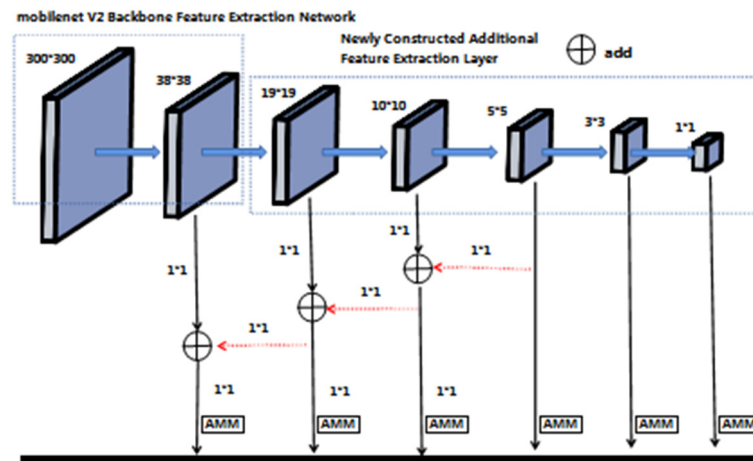 mobilenet V2 Backbone Feature Extraction Network
Newly Constructed Additional
Feature Extraction Layer
add
300*300
38*38
19*19
10*10
5*5
3*3
1*1
1*1
1*1
1*1
1*1
1*1
1*1
1*1
1*1
1*1
AMM
AMM
AMM
AMM
AMM
AMM